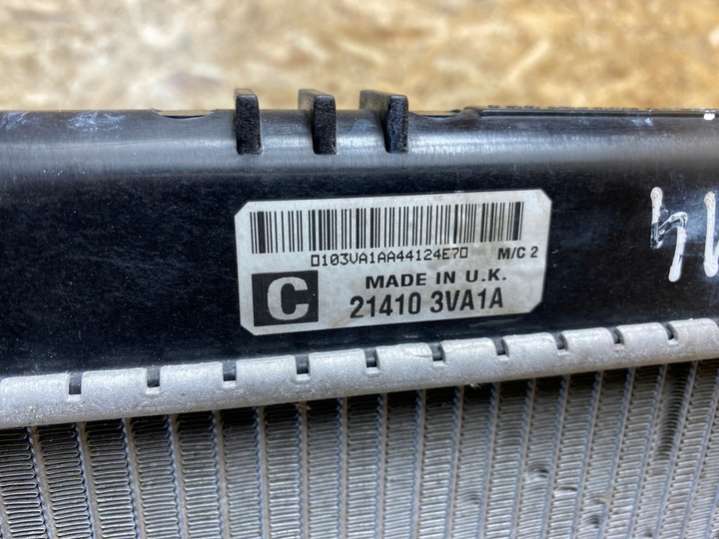 0103VA1AA44124E70 M/C 2
C MADE IN U.K.
21410 3VA1A